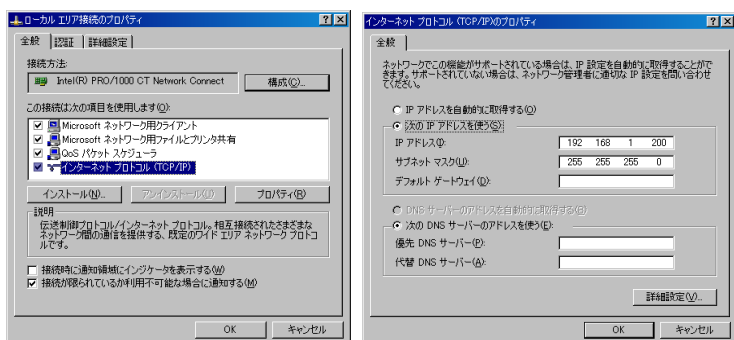 ローカル エリア接続のプロパティ
全般
認証
詳細設定
接続方法:
Intel(R) PRO/1000 CT Network Connect
構成(C)...
この接続は次の項目を使用します(O):
Microsoft ネットワーク用クライアント
Microsoft ネットワーク用ファイルとプリンタ共有
QoS パケット スケジューラ
インターネット プロトコル (TCP/IP)
インストール(N)...
アンインストール(U)
プロパティ(R)
説明
伝送制御プロトコル/インターネット プロトコル。相互接続されたさまざまな
ネットワーク間の通信を提供する、既定のワイド エリア ネットワーク プロトコ
ルです。
接続時に通知領域にインジケータを表示する(W)
接続が限られているか利用不可能な場合に通知する(M)
OK
キャンセル
インターネット プロトコル (TCP/IP)のプロパティ
全般
ネットワークでこの機能がサポートされている場合は、IP 設定を自動的に取得することがで
きます。サポートされていない場合は、ネットワーク管理者に適切な IP 設定を問い合わせ
てください。
IP アドレスを自動的に取得する(O)
次の IP アドレスを使う(S):
IP アドレス(I):
192 168 1 200
サブネット マスク(U):
255 255 255 0
デフォルト ゲートウェイ(D):
DNS サーバーのアドレスを自動的に取得する(B)
次の DNS サーバーのアドレスを使う(E):
優先 DNS サーバー(P):
代替 DNS サーバー(A):
詳細設定(V)...
OK
キャンセル